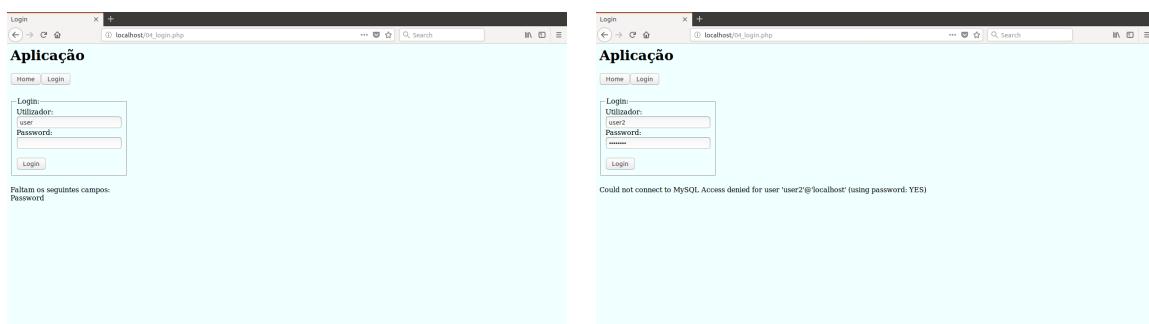 Login
localhost/04_login.php
Search
Aplicação
Home Login
Login:
Utilizador:
user
Password:
Login
Faltam os seguintes campos:
Password
Login
localhost/04_login.php
Search
Aplicação
Home Login
Login:
Utilizador:
user2
Password:
••••••••
Login
Could not connect to MySQL Access denied for user 'user2'@'localhost' (using password: YES)